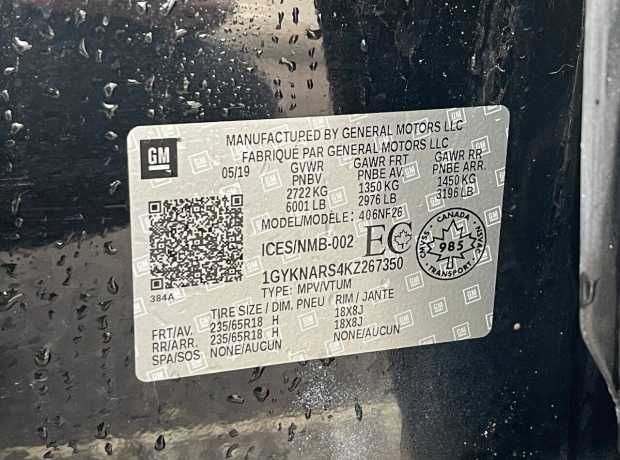 GM
MANUFACTURED BY GENERAL MOTORS LLC
FABRIQUÉ PAR GENERAL MOTORS LLC
05/19 GVWR GAWR FRT GAWR RR
PNBV PNBE AV. PNBE ARR.
2722 KG 1350 KG 1450 KG
6001 LB 2976 LB 3196 LB
MODEL/MODÈLE: 406NF26
ICES/NMB-002 EC
CANADA
985
TRANSPORT
1GYKNARS4KZ267350
384A
TYPE: MPV/VTUM
TIRE SIZE / DIM. PNEU RIM / JANTE
FRT/AV. 235/65R18 H 18X8J
RR/ARR. 235/65R18 H 18X8J
SPA/SOS NONE/AUCUN NONE/AUCUN